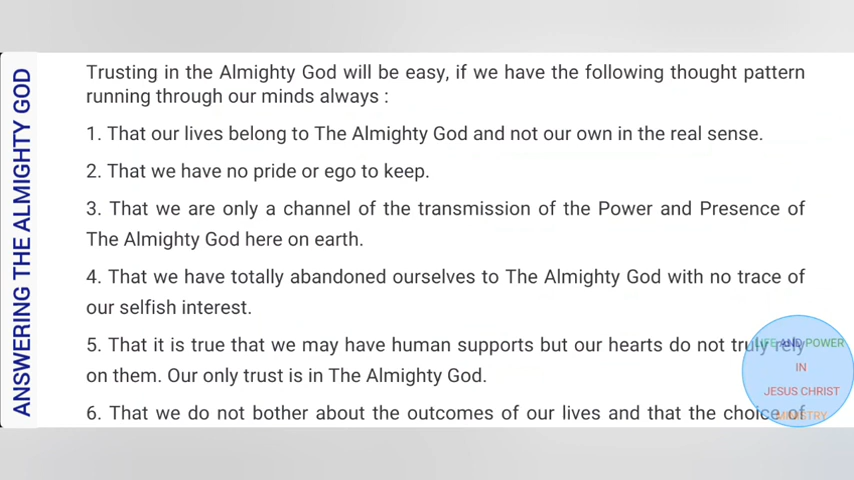 ANSWERING THE ALMIGHTY GOD
Trusting in the Almighty God will be easy, if we have the following thought pattern
running through our minds always :
1. That our lives belong to The Almighty God and not our own in the real sense.
2. That we have no pride or ego to keep.
3. That we are only a channel of the transmission of the Power and Presence of
The Almighty God here on earth.
4. That we have totally abandoned ourselves to The Almighty God with no trace of
our selfish interest.
5. That it is true that we may have human supports but our hearts do not truly rely
on them. Our only trust is in The Almighty God.
6. That we do not bother about the outcomes of our lives and that the choice of
LIFE AND POWER
IN
JESUS CHRIST
MINISTRY